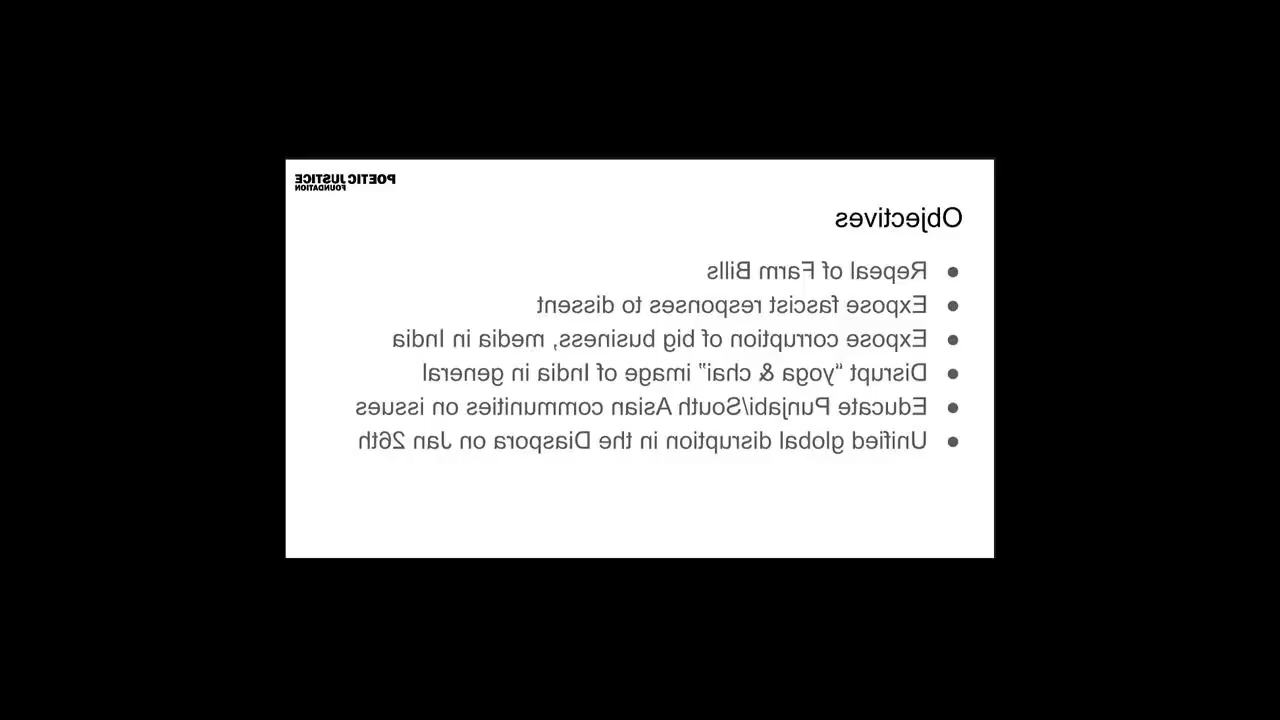 POETIC JUSTICE
FOUNDATION
Objectives
● Repeal of Farm Bills
● Expose fascist responses to dissent
● Expose corruption of big business, media in India
● Disrupt “yoga & chai” image of India in general
● Educate Punjabi/South Asian communities on issues
● Unified global disruption in the Diaspora on Jan 26th